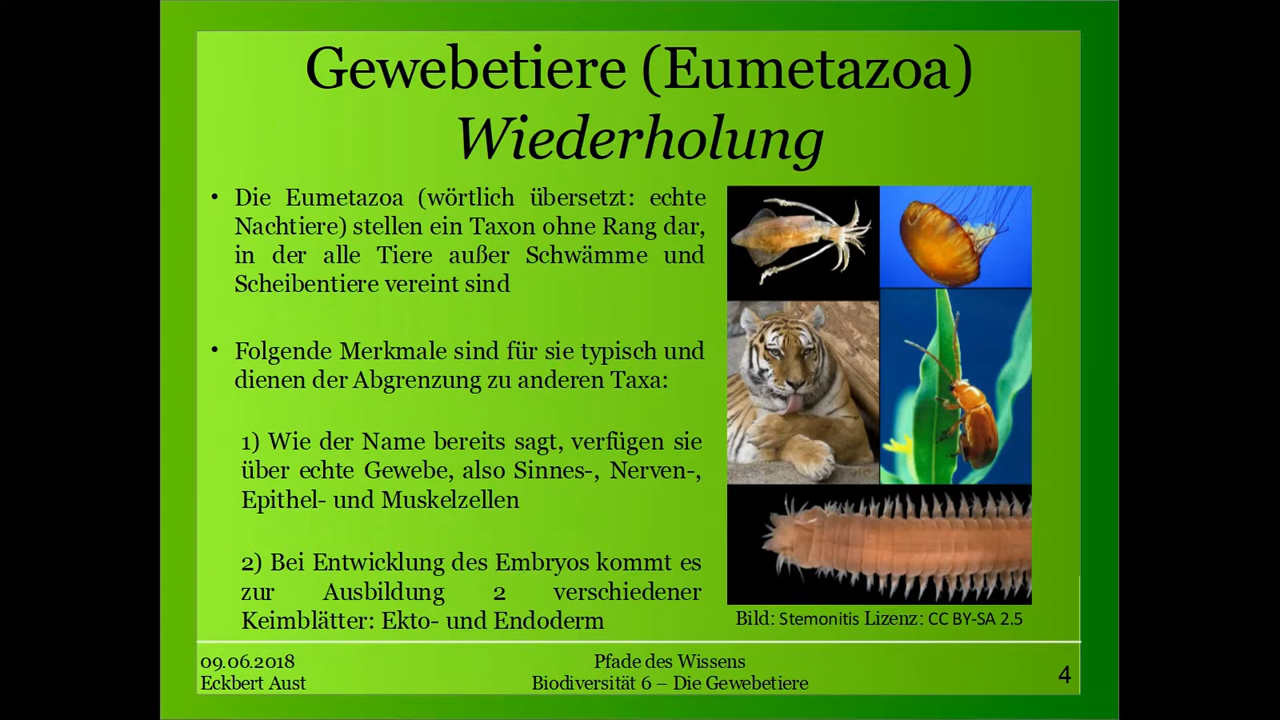 Gewebetiere (Eumetazoa)
Wiederholung
• Die Eumetazoa (wörtlich übersetzt: echte
Nachtiere) stellen ein Taxon ohne Rang dar,
in der alle Tiere außer Schwämme und
Scheibentiere vereint sind
• Folgende Merkmale sind für sie typisch und
dienen der Abgrenzung zu anderen Taxa:
1) Wie der Name bereits sagt, verfügen sie
über echte Gewebe, also Sinnes-, Nerven-,
Epithel- und Muskelzellen
2) Bei Entwicklung des Embryos kommt es
zur Ausbildung 2 verschiedener
Keimblätter: Ekto- und Endoderm
Bild: Stemonitis Lizenz: CC BY-SA 2.5
09.06.2018
Eckbert Aust
Pfade des Wissens
Biodiversität 6 – Die Gewebetiere
4